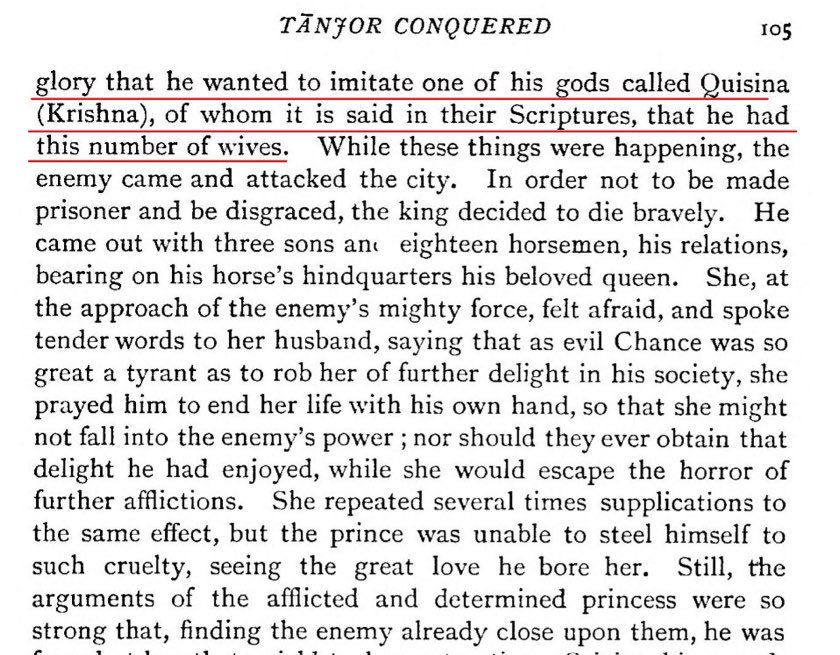 TĀNJOR CONQUERED 105
glory that he wanted to imitate one of his gods called Quisina
(Krishna), of whom it is said in their Scriptures, that he had
this number of wives. While these things were happening, the
enemy came and attacked the city. In order not to be made
prisoner and be disgraced, the king decided to die bravely. He
came out with three sons an eighteen horsemen, his relations,
bearing on his horse's hindquarters his beloved queen. She, at
the approach of the enemy's mighty force, felt afraid, and spoke
tender words to her husband, saying that as evil Chance was so
great a tyrant as to rob her of further delight in his society, she
prayed him to end her life with his own hand, so that she might
not fall into the enemy's power ; nor should they ever obtain that
delight he had enjoyed, while she would escape the horror of
further afflictions. She repeated several times supplications to
the same effect, but the prince was unable to steel himself to
such cruelty, seeing the great love he bore her. Still, the
arguments of the afflicted and determined princess were so
strong that, finding the enemy already close upon them, he was